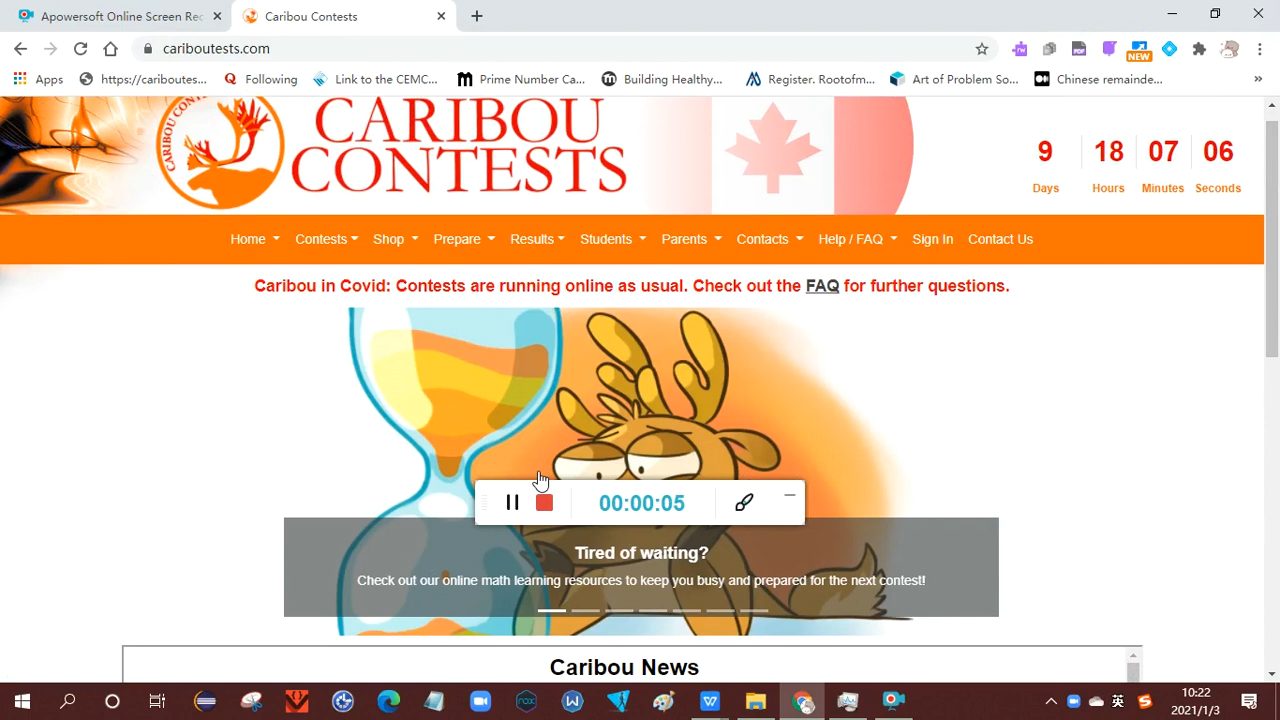 Apowersoft Online Screen Rec
Caribou Contests
cariboutests.com
NEW
Apps
https://cariboutes...
Following
Link to the CEMC...
Prime Number Ca...
Building Healthy...
Register. Rootofm...
Art of Problem So...
Chinese remainde...
CARIBOU
CONTESTS
9 18 07 06
Days Hours Minutes Seconds
Home Contests Shop Prepare Results Students Parents Contacts Help / FAQ Sign In Contact Us
Caribou in Covid: Contests are running online as usual. Check out the FAQ for further questions.
00:00:05
Tired of waiting?
Check out our online math learning resources to keep you busy and prepared for the next contest!
Caribou News
英
10:22
2021/1/3